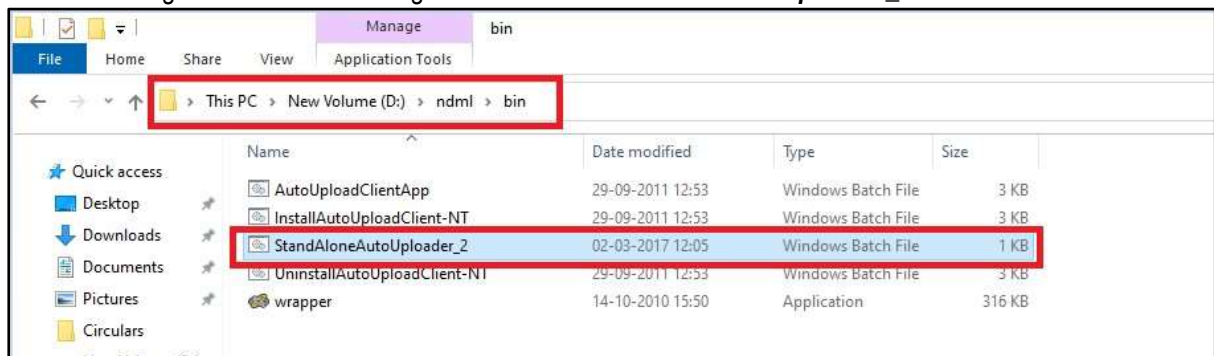 Manage bin
File Home Share View Application Tools
This PC > New Volume (D:) > ndml > bin
Name Date modified Type Size
Quick access
AutoUploadClientApp 29-09-2011 12:53 Windows Batch File 3 KB
Desktop
InstallAutoUploadClient-NT 29-09-2011 12:53 Windows Batch File 3 KB
Downloads
StandAloneAutoUploader_2 02-03-2017 12:05 Windows Batch File 1 KB
Documents
UninstallAutoUploadClient-NT 29-09-2011 12:53 Windows Batch File 3 KB
Pictures
wrapper 14-10-2010 15:50 Application 316 KB
Circulars